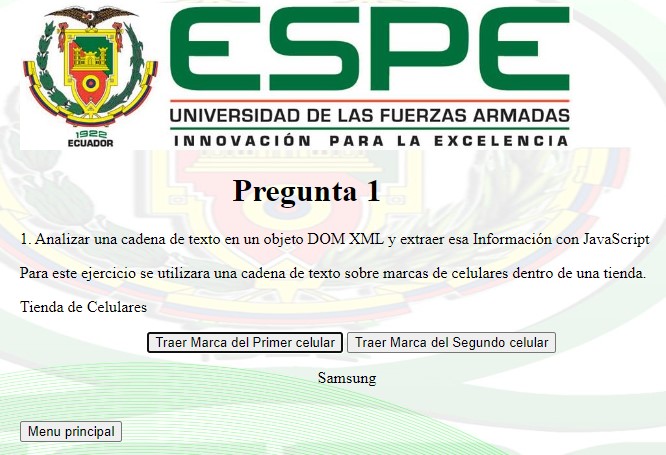 ESPE
UNIVERSIDAD DE LAS FUERZAS ARMADAS
INNOVACIÓN PARA LA EXCELENCIA
1922
ECUADOR
Pregunta 1
1. Analizar una cadena de texto en un objeto DOM XML y extraer esa Información con JavaScript
Para este ejercicio se utilizara una cadena de texto sobre marcas de celulares dentro de una tienda.
Tienda de Celulares
Traer Marca del Primer celular Traer Marca del Segundo celular
Samsung
Menu principal